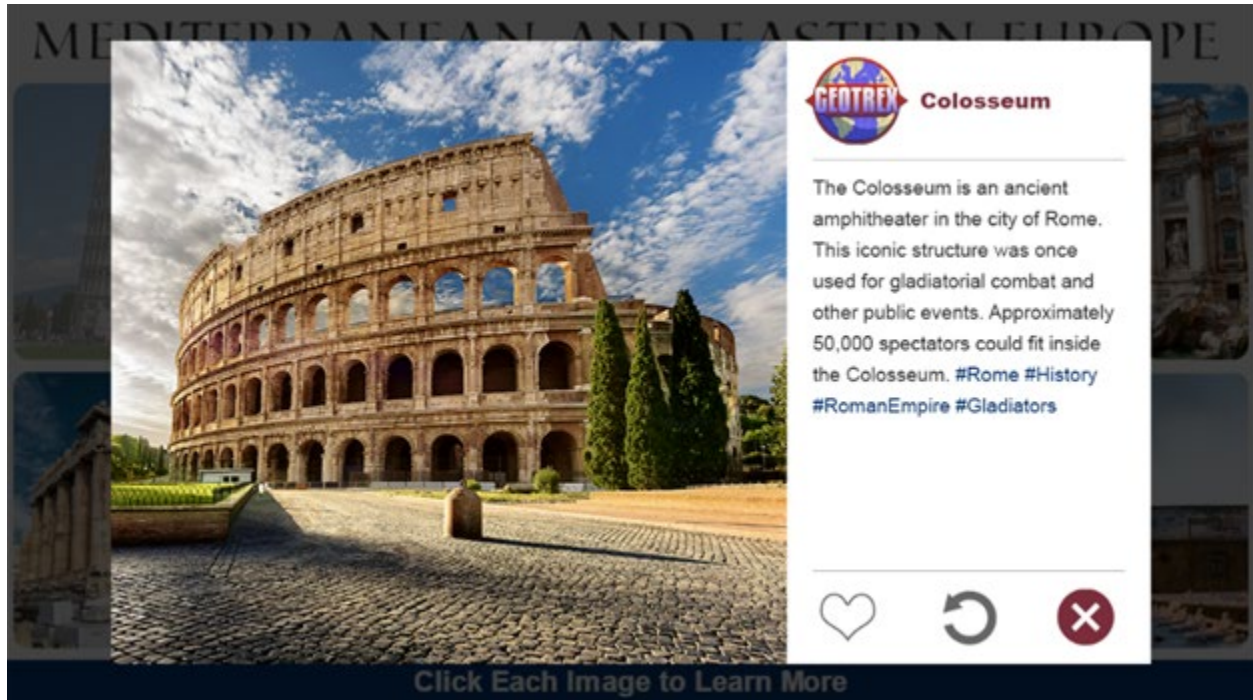 MEDITERRANEAN AND EASTERN EUROPE
GEOTREX
Colosseum
The Colosseum is an ancient
amphitheater in the city of Rome.
This iconic structure was once
used for gladiatorial combat and
other public events. Approximately
50,000 spectators could fit inside
the Colosseum. #Rome #History
#RomanEmpire #Gladiators
Click Each Image to Learn More